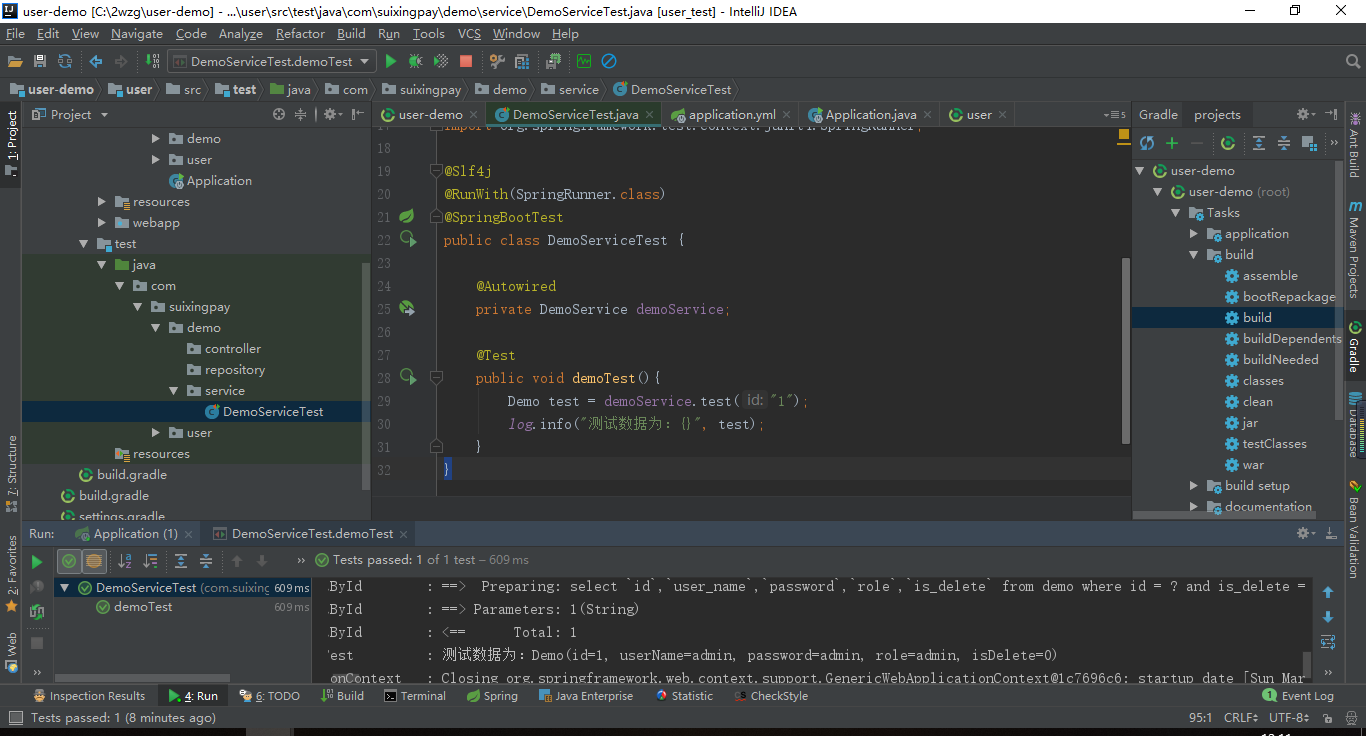 user-demo [C:\2wzg\user-demo] - ...\user\src\test\java\com\suixingpay\demo\service\DemoServiceTest.java [user_test] - IntelliJ IDEA
File Edit View Navigate Code Analyze Refactor Build Run Tools VCS Window Help
DemoServiceTest.demoTest
user-demo user src test java com suixingpay demo service DemoServiceTest
1: Project
7: Structure
2: Favorites
Web
Project
demo
user
Application
resources
webapp
test
java
com
suixingpay
demo
controller
repository
service
DemoServiceTest
user
resources
build.gradle
build.gradle
settings.gradle
user-demo DemoServiceTest.java application.yml Application.java user
17 import org.springframework.test.context.junit4.SpringRunner;
18
19 @Slf4j
20 @RunWith(SpringRunner.class)
21 @SpringBootTest
22 public class DemoServiceTest {
23
24 @Autowired
25 private DemoService demoService;
26
27 @Test
28 public void demoTest(){
29 Demo test = demoService.test( id: "1");
30 log.info("测试数据为: {}", test);
31 }
32 }
Gradle projects
user-demo
user-demo (root)
Tasks
application
build
assemble
bootRepackage
build
buildDependents
buildNeeded
classes
clean
jar
testClasses
war
build setup
documentation
Ant Build
Maven Projects
Gradle
Database
Bean Validation
Run: Application (1) DemoServiceTest.demoTest
Tests passed: 1 of 1 test – 609 ms
DemoServiceTest (com.suixing 609 ms
demoTest 609 ms
ById : ==> Preparing: select `id`,`user_name`,`password`,`role`,`is_delete` from demo where id = ? and is_delete =
ById : ==> Parameters: 1(String)
ById : <== Total: 1
est : 测试数据为: Demo(id=1, userName=admin, password=admin, role=admin, isDelete=0)
onContext : Closing org.springframework.web.context.support.GenericWebApplicationContext@1c7696c6: startup date [Sun Mar
Inspection Results 4: Run 6: TODO Build Terminal Spring Java Enterprise Statistic CheckStyle 1 Event Log
Tests passed: 1 (8 minutes ago) 95:1 CRLF UTF-8